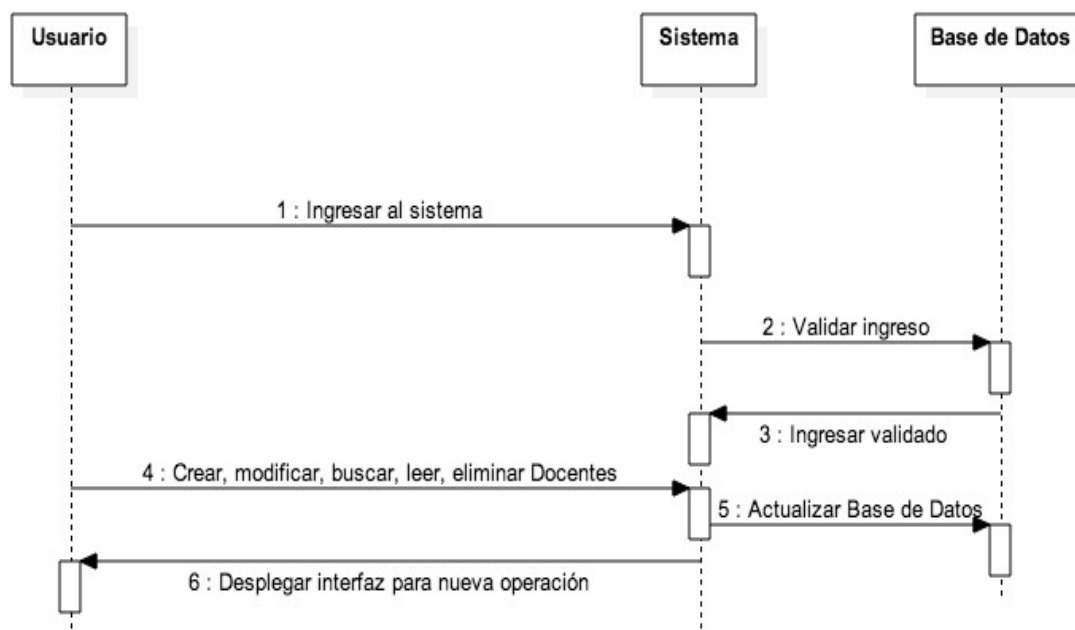 Usuario
Sistema
Base de Datos
1 : Ingresar al sistema
2 : Validar ingreso
3 : Ingresar validado
4 : Crear, modificar, buscar, leer, eliminar Docentes
5 : Actualizar Base de Datos
6 : Desplegar interfaz para nueva operación